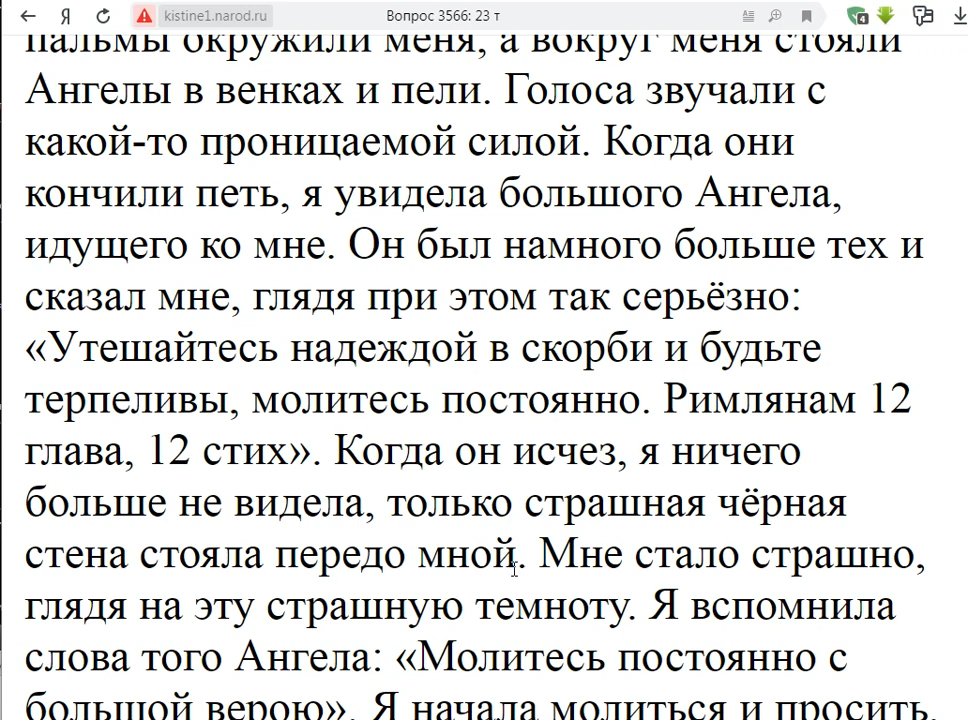 Я
kistine1.narod.ru
Вопрос 3566: 23 т
4
пальмы окружили меня, а вокруг меня стояли
Ангелы в венках и пели. Голоса звучали с
какой-то проницаемой силой. Когда они
кончили петь, я увидела большого Ангела,
идущего ко мне. Он был намного больше тех и
сказал мне, глядя при этом так серьёзно:
«Утешайтесь надеждой в скорби и будьте
терпеливы, молитесь постоянно. Римлянам 12
глава, 12 стих». Когда он исчез, я ничего
больше не видела, только страшная чёрная
стена стояла передо мной. Мне стало страшно,
глядя на эту страшную темноту. Я вспомнила
слова того Ангела: «Молитесь постоянно с
большой верою». Я начала молиться и просить,